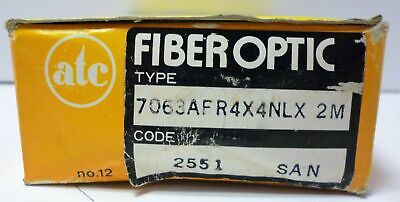 atc
FIBER OPTIC
TYPE
7063AFR4X4NLX 2M
CODE
2551 SAN
no.12